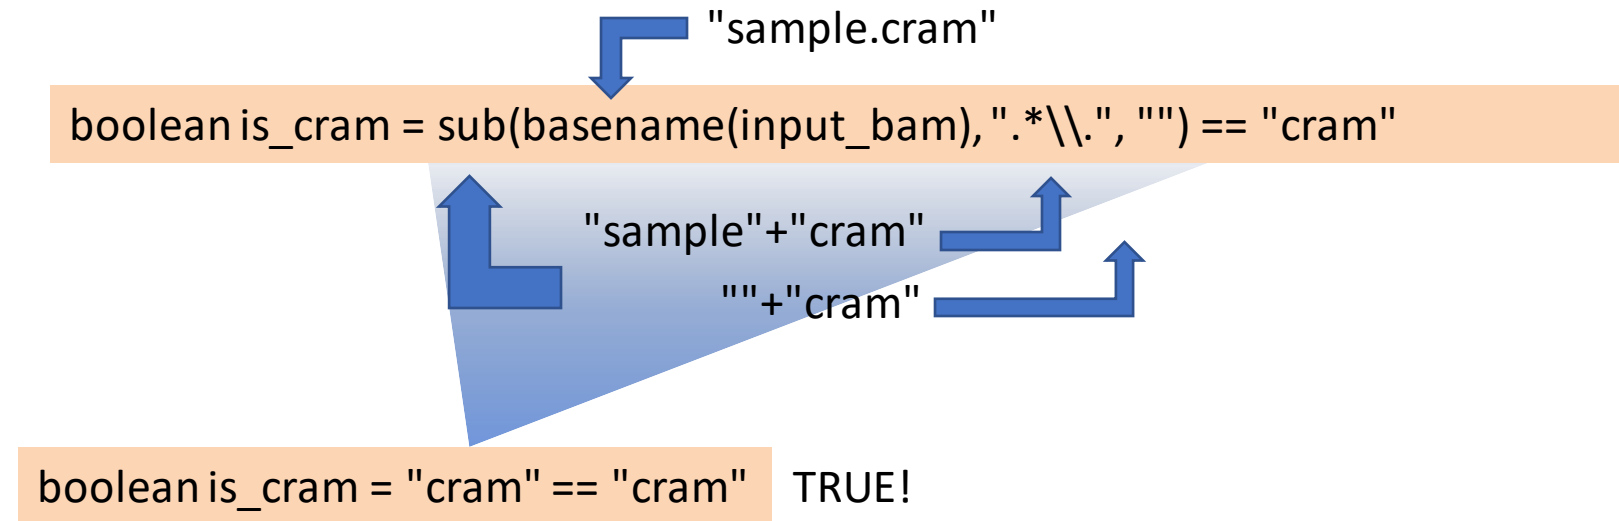 "sample.cram"
boolean is_cram = sub(basename(input_bam), ".*\\.", "") == "cram"
"sample"+"cram"
""+"cram"
boolean is_cram = "cram" == "cram" TRUE!